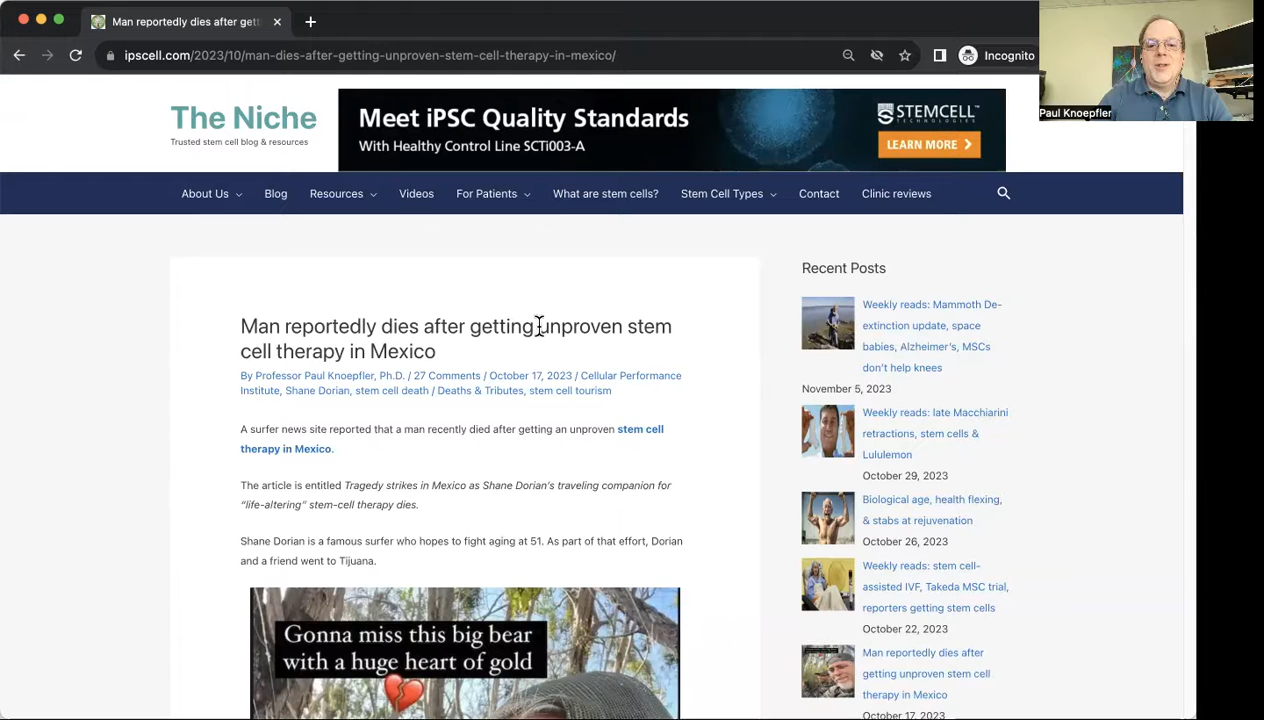 Man reportedly dies after gett
ipscell.com/2023/10/man-dies-after-getting-unproven-stem-cell-therapy-in-mexico/
Incognito
Paul Knoepfler
The Niche
Trusted stem cell blog & resources
Meet iPSC Quality Standards
With Healthy Control Line SCTi003-A
STEMCELL
TECHNOLOGIES
LEARN MORE
About Us
Blog
Resources
Videos
For Patients
What are stem cells?
Stem Cell Types
Contact
Clinic reviews
Man reportedly dies after getting unproven stem
cell therapy in Mexico
By Professor Paul Knoepfler, Ph.D. / 27 Comments / October 17, 2023 / Cellular Performance
Institute, Shane Dorian, stem cell death / Deaths & Tributes, stem cell tourism
A surfer news site reported that a man recently died after getting an unproven stem cell
therapy in Mexico.
The article is entitled Tragedy strikes in Mexico as Shane Dorian's traveling companion for
"life-altering" stem-cell therapy dies.
Shane Dorian is a famous surfer who hopes to fight aging at 51. As part of that effort, Dorian
and a friend went to Tijuana.
Gonna miss this big bear
with a huge heart of gold
Recent Posts
Weekly reads: Mammoth De-
extinction update, space
babies, Alzheimer's, MSCs
don't help knees
November 5, 2023
Weekly reads: late Macchiarini
retractions, stem cells &
Lululemon
October 29, 2023
Biological age, health flexing,
& stabs at rejuvenation
October 26, 2023
Weekly reads: stem cell-
assisted IVF, Takeda MSC trial,
reporters getting stem cells
October 22, 2023
Man reportedly dies after
getting unproven stem cell
therapy in Mexico
October 17, 2023